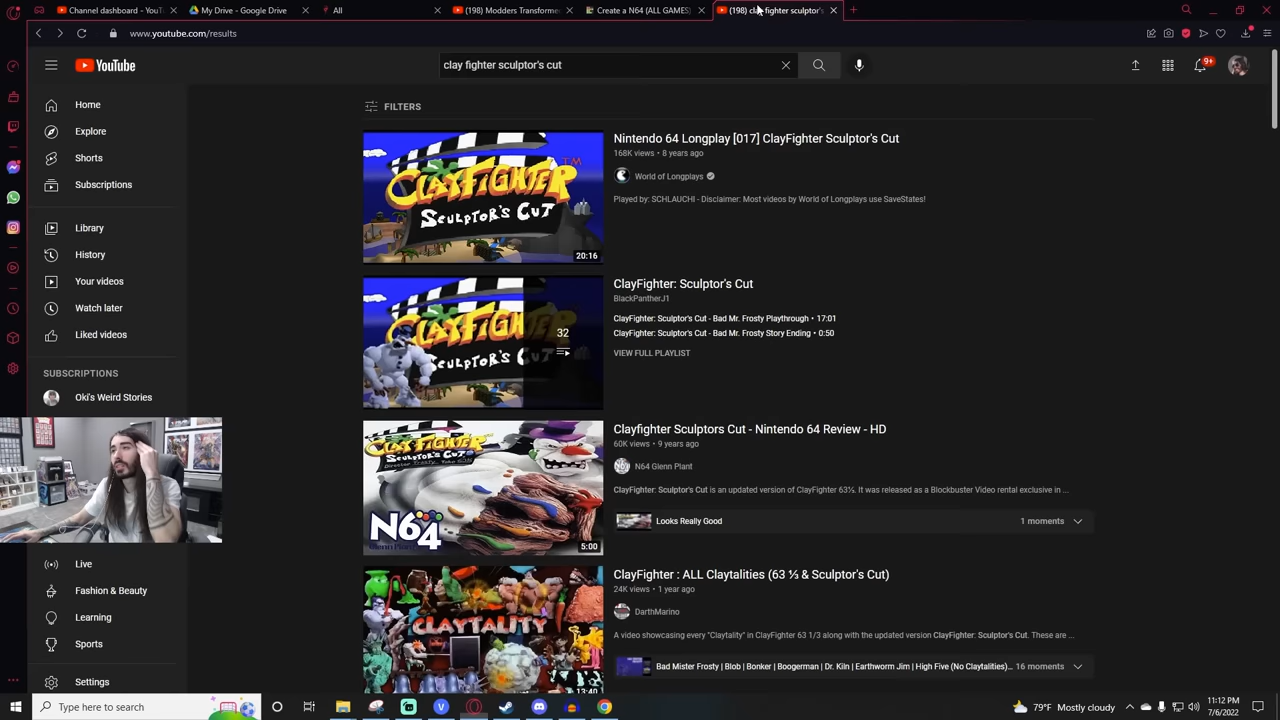 Channel dashboard
My Drive - Google Drive
All
(198) Modders Transformed
Create a N64 (ALL GAMES)
(198) clay fighter sculptor's
www.youtube.com/results
YouTube
clay fighter sculptor's cut
9+
Home
Explore
Shorts
Subscriptions
Library
History
Your videos
Watch later
Liked videos
SUBSCRIPTIONS
Oki's Weird Stories
Live
Fashion & Beauty
Learning
Sports
Settings
FILTERS
CLAYFIGHTER TM
SCULPTOR'S CUT
20:16
Nintendo 64 Longplay [017] ClayFighter Sculptor's Cut
168K views • 8 years ago
World of Longplays
Played by: SCHLAUCHI - Disclaimer: Most videos by World of Longplays use SaveStates!
32
ClayFighter: Sculptor's Cut
BlackPantherJ1
ClayFighter: Sculptor's Cut - Bad Mr. Frosty Playthrough • 17:01
ClayFighter: Sculptor's Cut - Bad Mr. Frosty Story Ending • 0:50
VIEW FULL PLAYLIST
CLAYFIGHTER
SCULPTOR'S CUT
N64
Glenn Plant
5:00
Clayfighter Sculptors Cut - Nintendo 64 Review - HD
60K views • 9 years ago
N64 Glenn Plant
ClayFighter: Sculptor's Cut is an updated version of ClayFighter 63⅓. It was released as a Blockbuster Video rental exclusive in ...
Looks Really Good
1 moments
CLAYTALITY
13:40
ClayFighter : ALL Claytalities (63 ⅓ & Sculptor's Cut)
24K views • 1 year ago
DarthMarino
A video showcasing every "Claytality" in ClayFighter 63 1/3 along with the updated version ClayFighter: Sculptor's Cut. These are ...
Bad Mister Frosty | Blob | Bonker | Boogerman | Dr. Kiln | Earthworm Jim | High Five (No Claytalities)... 16 moments
Type here to search
79°F Mostly cloudy
11:12 PM
7/6/2022